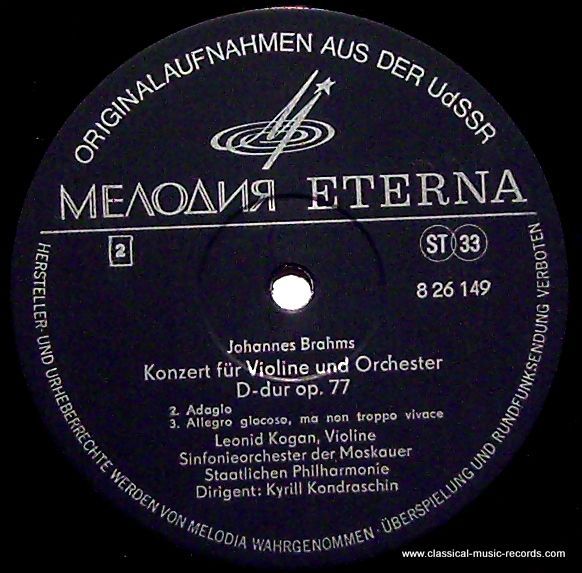 ORIGINALAUFNAHMEN AUS DER UdSSR
МЕЛОДИЯ ETERNA
2
ST 33
8 26 149
Johannes Brahms
Konzert für Violine und Orchester
D-dur op. 77
2. Adagio
3. Allegro giocoso, ma non troppo vivace
Leonid Kogan, Violine
Sinfonieorchester der Moskauer
Staatlichen Philharmonie
Dirigent: Kyrill Kondraschin
HERSTELLER- UND URHEBERRECHTE WERDEN VON MELODIA WAHRGENOMMEN · ÜBERSPIELUNG UND RUNDFUNKSENDUNG VERBOTEN
www.classical-music-records.com